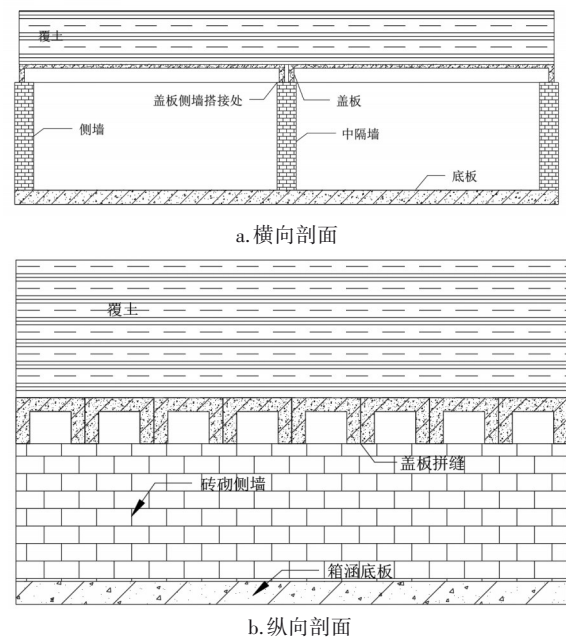 覆土
盖板侧墙搭接处
盖板
侧墙
中隔墙
底板
a.横向剖面
覆土
盖板拼缝
砖砌侧墙
箱涵底板
b.纵向剖面